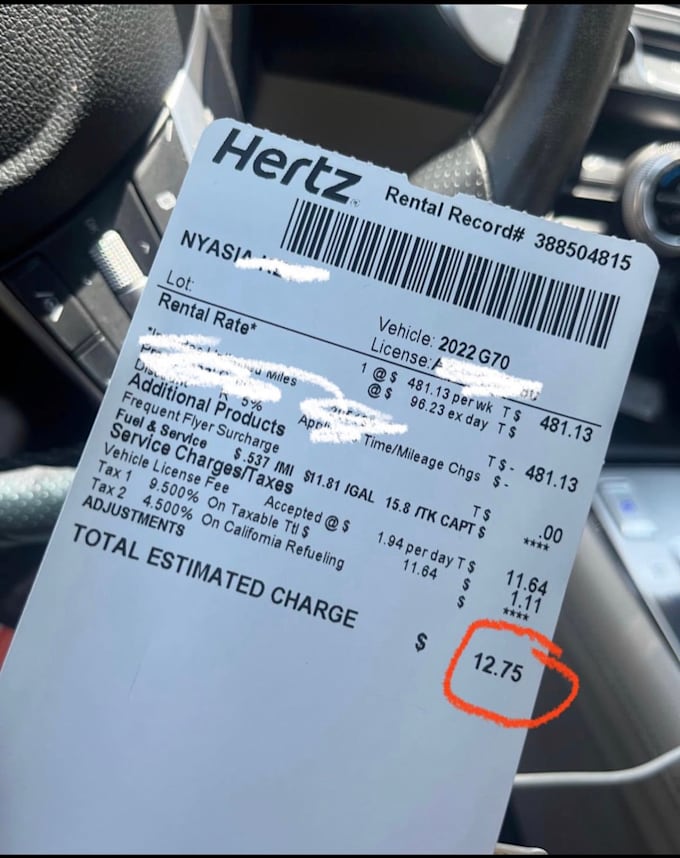 Hertz
Rental Record# 388504815
NYASIA
Lot:
Vehicle: 2022 G70
License:
Rental Rate*
1 @ $ 481.13 per wk T $ 481.13
@ $ 96.23 ex day T $
Miles
5% Time/Mileage Chgs T $- 481.13
Additional Products $-
Frequent Flyer Surcharge T $ .00
Fuel & Service $.537 /MI $11.81 /GAL 15.8 /TK CAPT $ ****
Service Charges/Taxes
Vehicle License Fee Accepted @ $ 1.94 per day T $ 11.64
Tax 1 9.500% On Taxable Ttl $ 11.64 $ 1.11
Tax 2 4.500% On California Refueling $ ****
ADJUSTMENTS
TOTAL ESTIMATED CHARGE $ 12.75